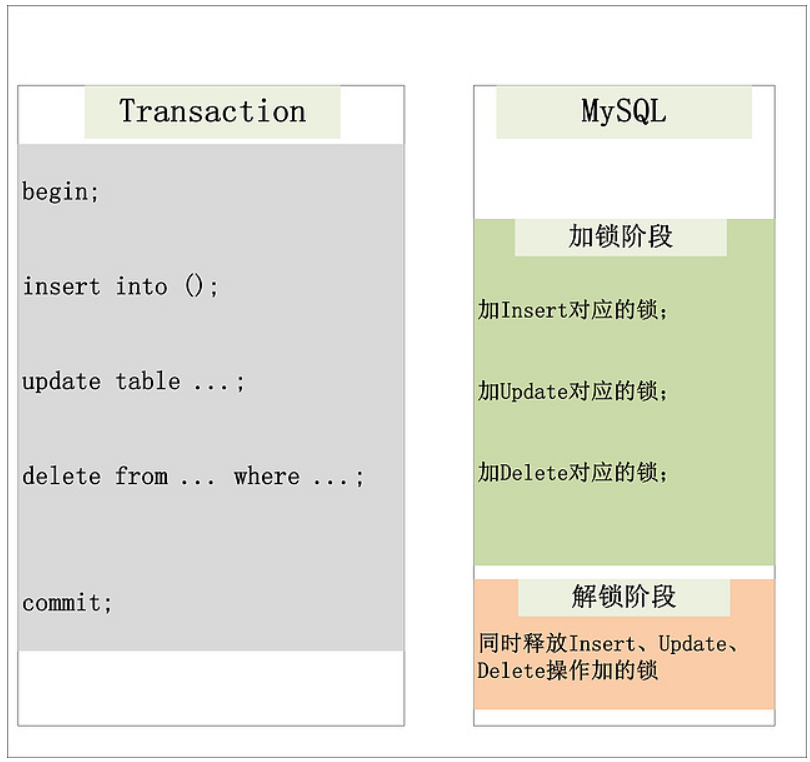 Transaction
begin;
insert into ();
update table ...;
delete from ... where ...;
commit;
MySQL
加锁阶段
加Insert对应的锁;
加Update对应的锁;
加Delete对应的锁;
解锁阶段
同时释放Insert、Update、
Delete操作加的锁